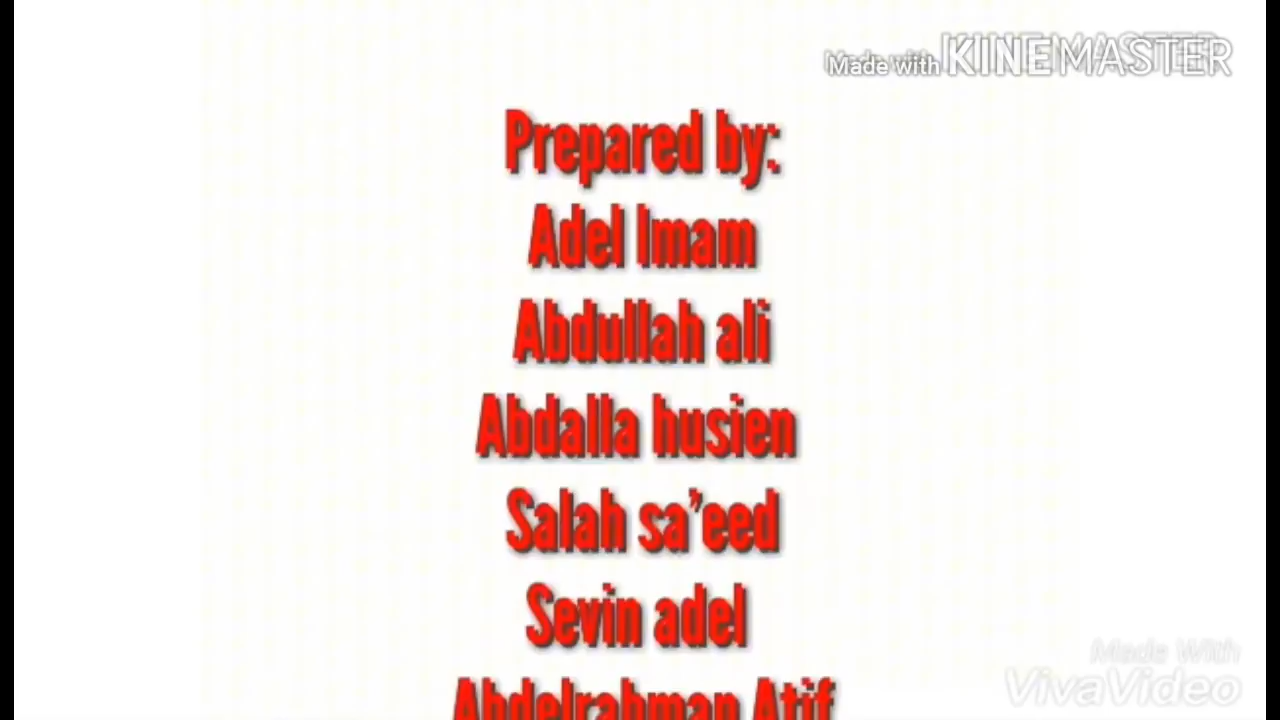 Made with KINEMASTER
Prepared by:
Adel Imam
Abdullah ali
Abdalla husien
Salah sa'eed
Sevin adel
Abdelrahman Atif
Made With
VivaVideo